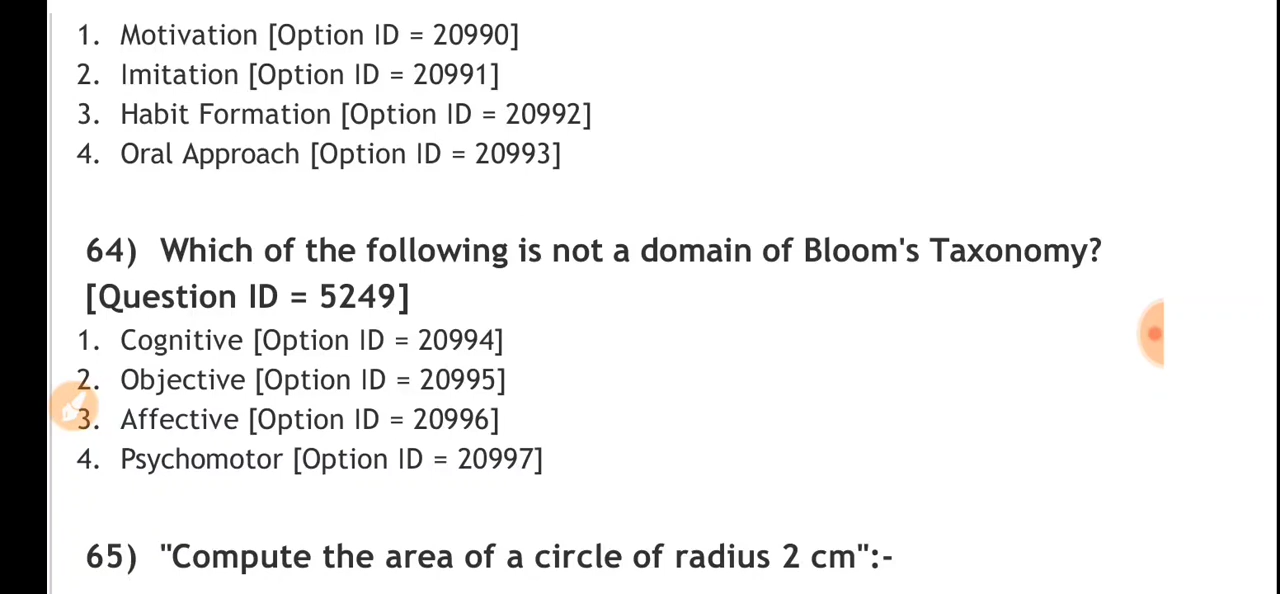 1. Motivation [Option ID = 20990]
2. Imitation [Option ID = 20991]
3. Habit Formation [Option ID = 20992]
4. Oral Approach [Option ID = 20993]
64) Which of the following is not a domain of Bloom's Taxonomy?
[Question ID = 5249]
1. Cognitive [Option ID = 20994]
2. Objective [Option ID = 20995]
3. Affective [Option ID = 20996]
4. Psychomotor [Option ID = 20997]
65) "Compute the area of a circle of radius 2 cm":-